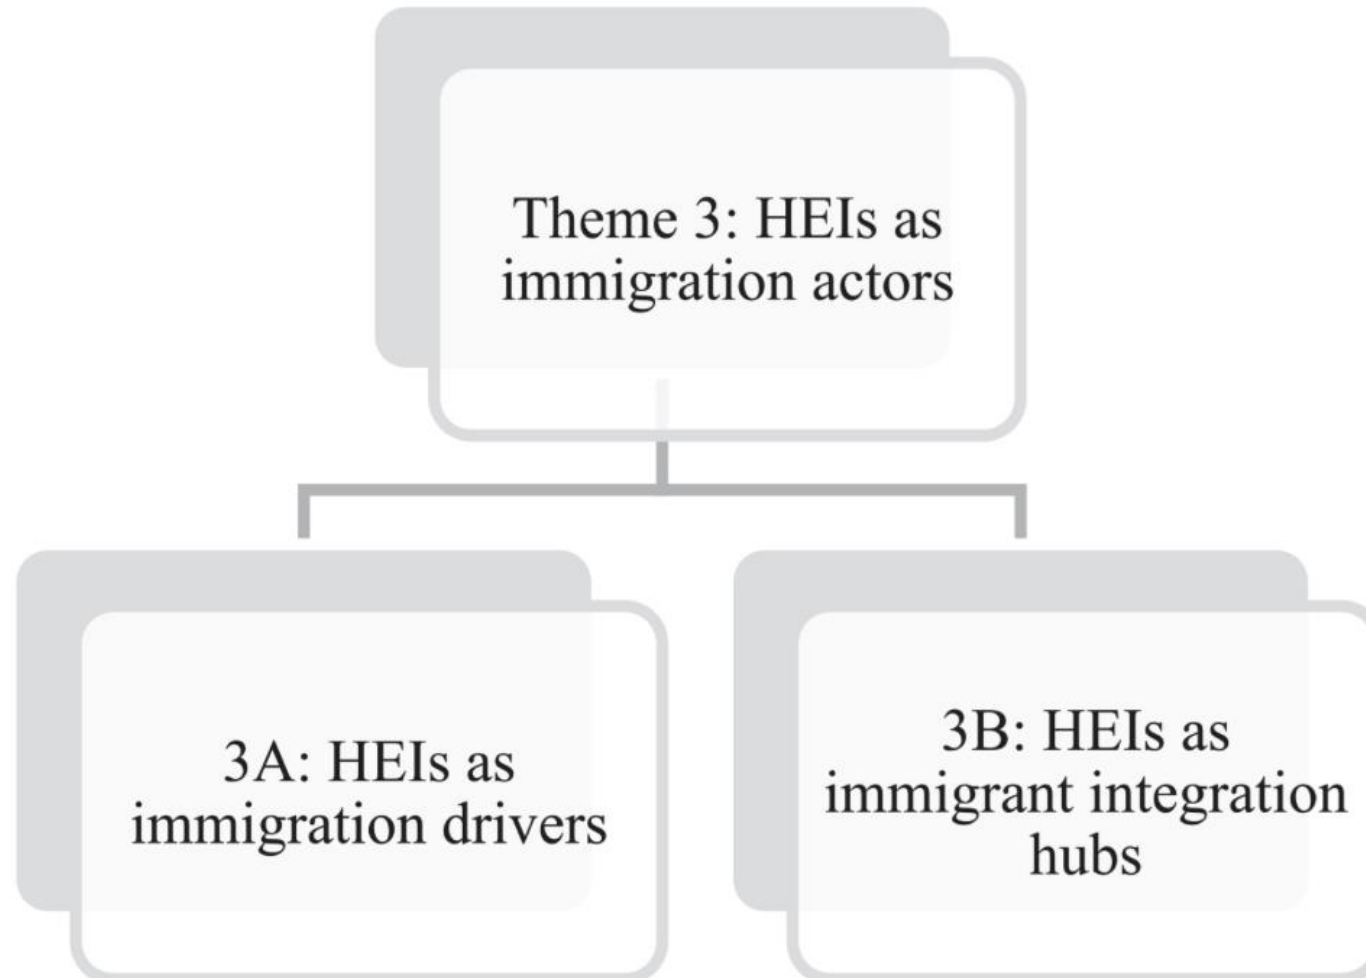 Theme 3: HEIs as
immigration actors
3A: HEIs as
immigration drivers
3B: HEIs as
immigrant integration
hubs